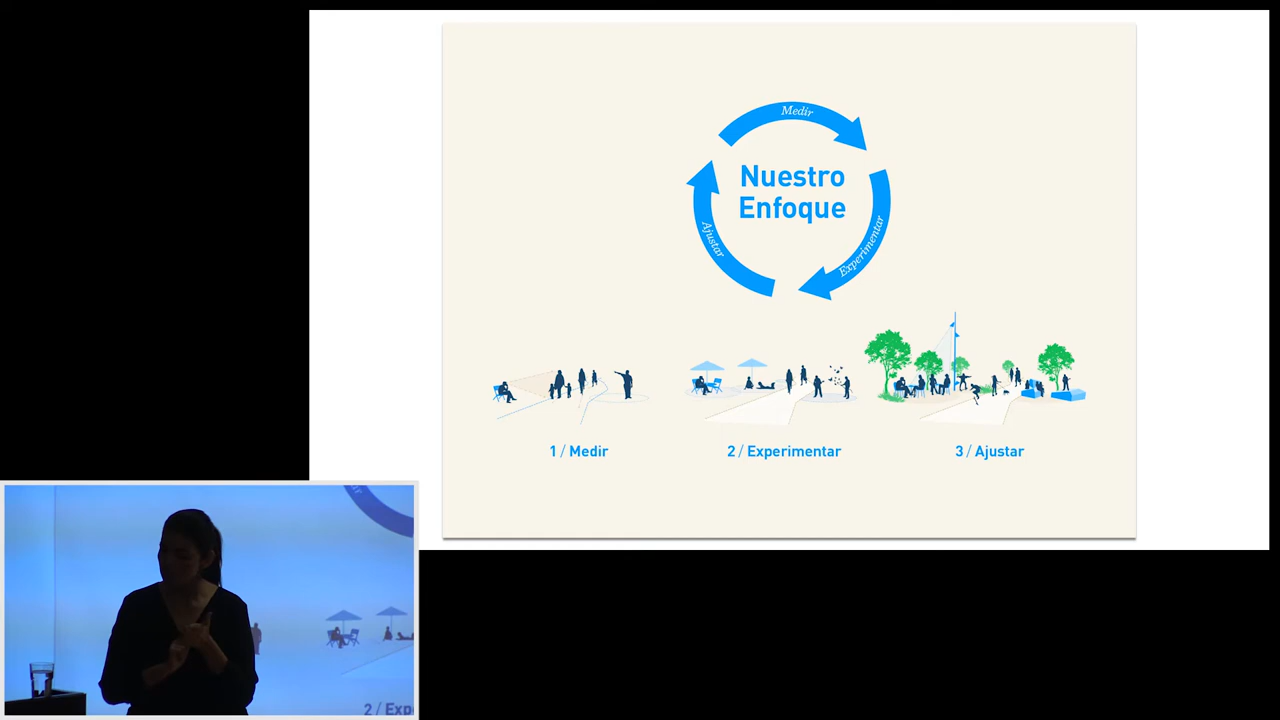 Medir
Nuestro
Enfoque
Ajustar
Experimentar
1 / Medir
2 / Experimentar
3 / Ajustar
2 / Exp